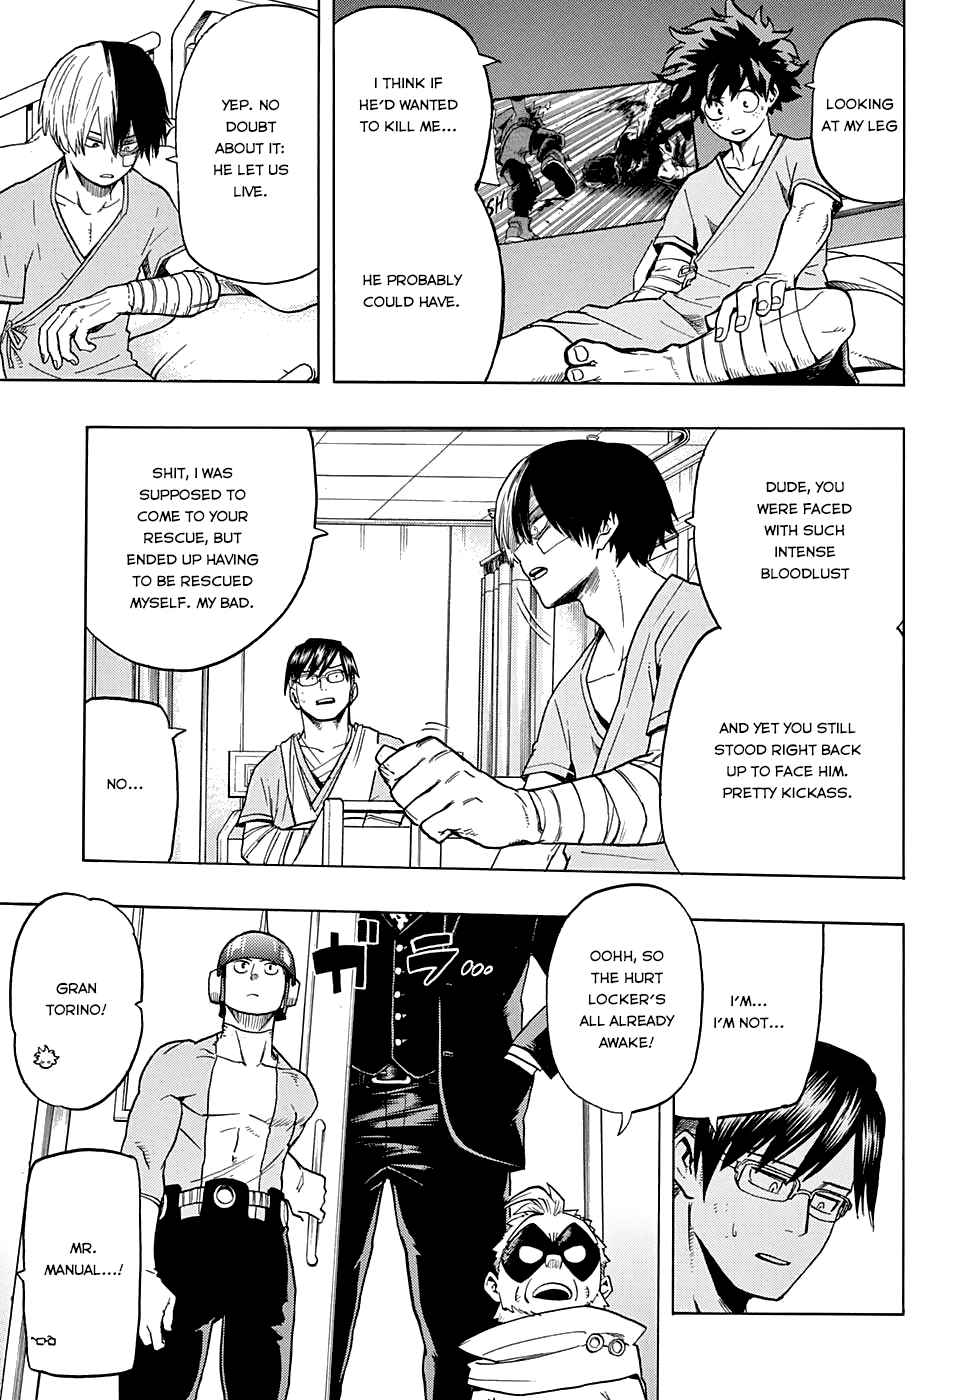 LOOKING
AT MY LEG
I THINK IF
HE'D WANTED
TO KILL ME...
HE PROBABLY
COULD HAVE.
SH
YEP. NO
DOUBT
ABOUT IT:
HE LET US
LIVE.
DUDE, YOU
WERE FACED
WITH SUCH
INTENSE
BLOODLUST
AND YET YOU STILL
STOOD RIGHT BACK
UP TO FACE HIM.
PRETTY KICKASS.
SHIT, I WAS
SUPPOSED TO
COME TO YOUR
RESCUE, BUT
ENDED UP HAVING
TO BE RESCUED
MYSELF. MY BAD.
NO...
I'M...
I'M NOT...
OOHH, SO
THE HURT
LOCKER'S
ALL ALREADY
AWAKE!
ガラ...
GRAN
TORINO!
MR.
MANUAL...!